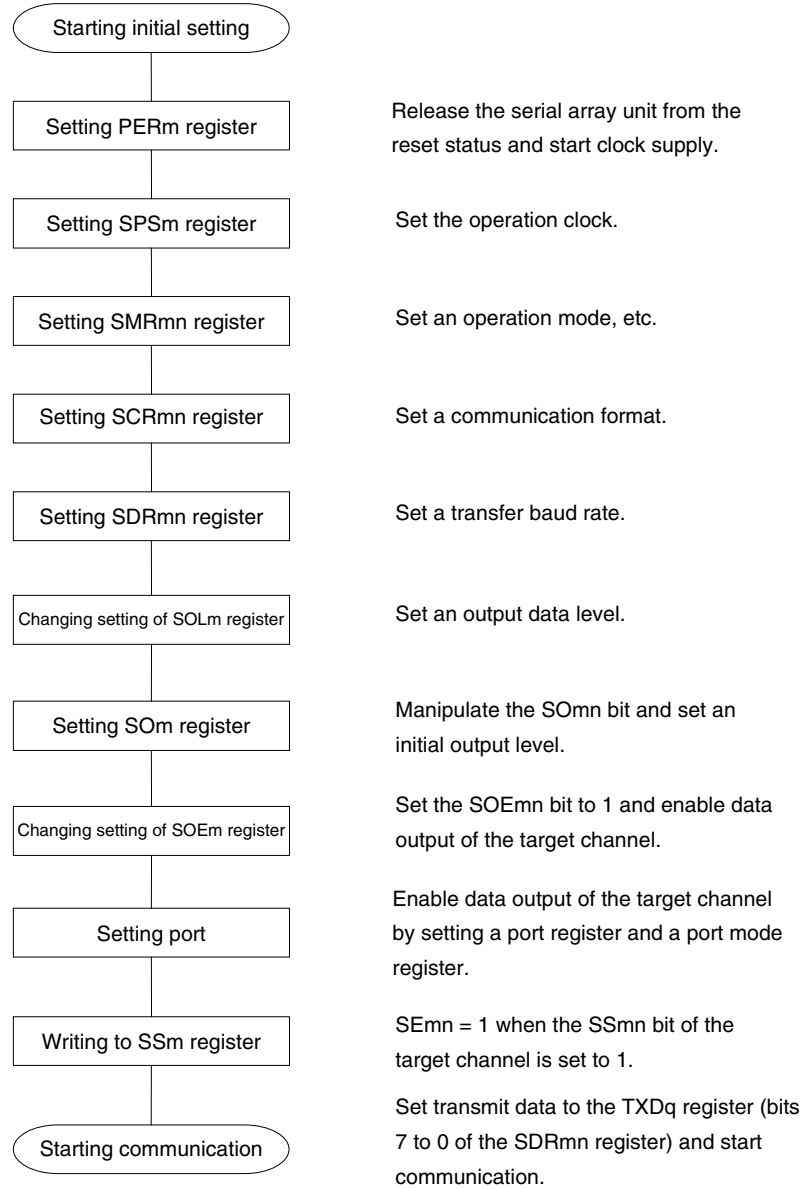 Starting initial setting
Setting PERm register
Release the serial array unit from the
reset status and start clock supply.
Setting SPSm register
Set the operation clock.
Setting SMRmn register
Set an operation mode, etc.
Setting SCRmn register
Set a communication format.
Setting SDRmn register
Set a transfer baud rate.
Changing setting of SOLm register
Set an output data level.
Setting SOm register
Manipulate the SOmn bit and set an
initial output level.
Changing setting of SOEm register
Set the SOEmn bit to 1 and enable data
output of the target channel.
Setting port
Enable data output of the target channel
by setting a port register and a port mode
register.
Writing to SSm register
SEmn = 1 when the SSmn bit of the
target channel is set to 1.
Starting communication
Set transmit data to the TXDq register (bits
7 to 0 of the SDRmn register) and start
communication.